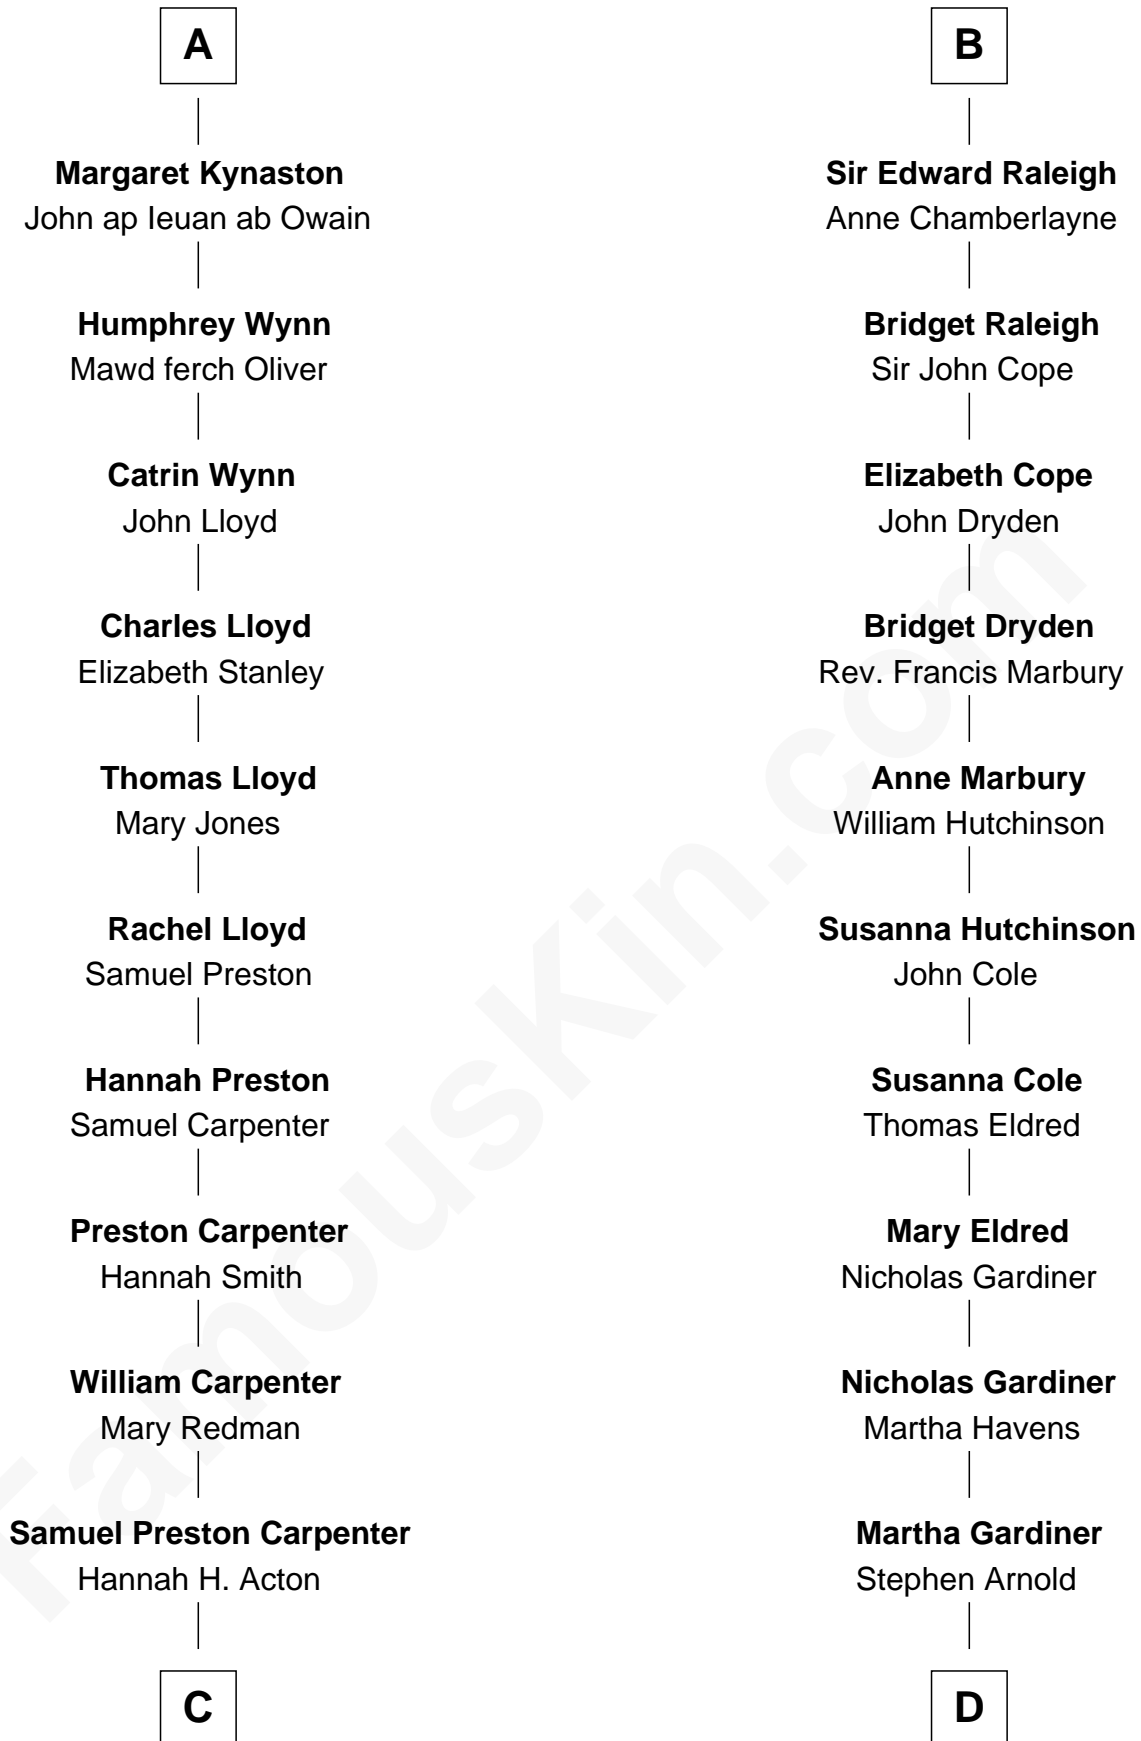 A
Margaret Kynaston
John ap Ieuan ab Owain
Humphrey Wynn
Mawd ferch Oliver
Catrin Wynn
John Lloyd
Charles Lloyd
Elizabeth Stanley
Thomas Lloyd
Mary Jones
Rachel Lloyd
Samuel Preston
Hannah Preston
Samuel Carpenter
Preston Carpenter
Hannah Smith
William Carpenter
Mary Redman
Samuel Preston Carpenter
Hannah H. Acton
C
B
Sir Edward Raleigh
Anne Chamberlayne
Bridget Raleigh
Sir John Cope
Elizabeth Cope
John Dryden
Bridget Dryden
Rev. Francis Marbury
Anne Marbury
William Hutchinson
Susanna Hutchinson
John Cole
Susanna Cole
Thomas Eldred
Mary Eldred
Nicholas Gardiner
Nicholas Gardiner
Martha Havens
Martha Gardiner
Stephen Arnold
D
FamousKin.com